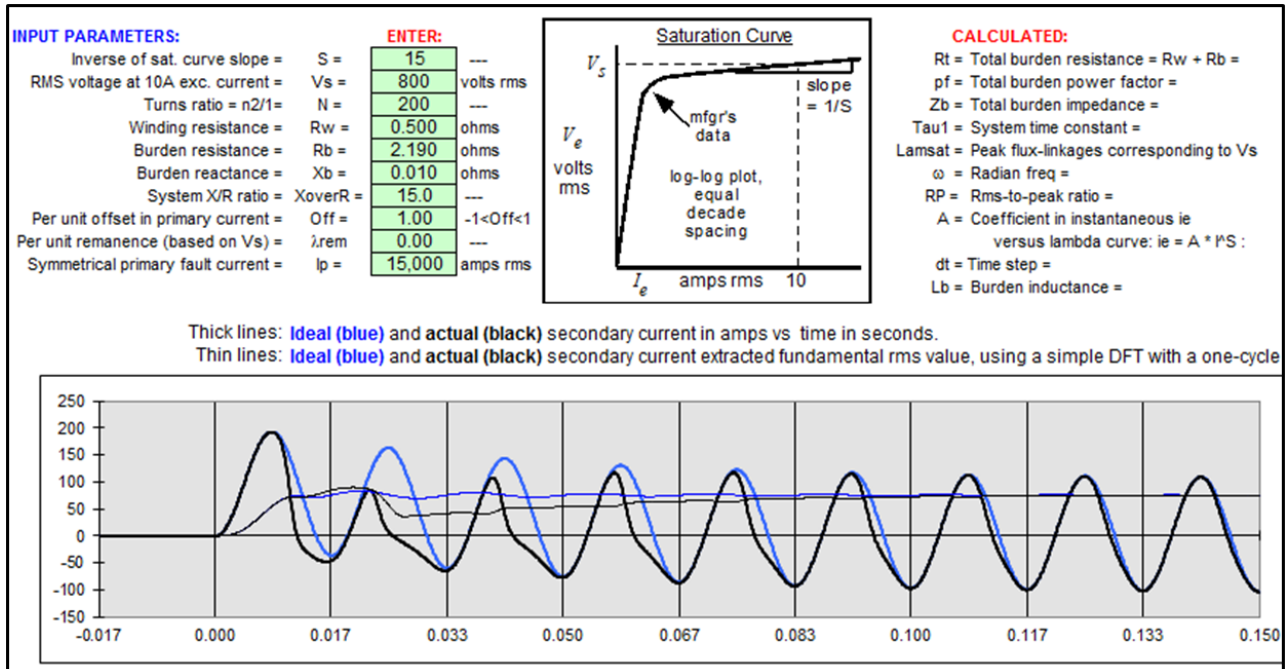 INPUT PARAMETERS: ENTER:
Inverse of sat. curve slope = S = 15 ---
RMS voltage at 10A exc. current = Vs = 800 volts rms
Turns ratio = n2/1= N = 200 ---
Winding resistance = Rw = 0.500 ohms
Burden resistance = Rb = 2.190 ohms
Burden reactance = Xb = 0.010 ohms
System X/R ratio = XoverR = 15.0 ---
Per unit offset in primary current = Off = 1.00 -1<Off<1
Per unit remanence (based on Vs) = λrem 0.00 ---
Symmetrical primary fault current = Ip = 15,000 amps rms
Saturation Curve
Vs
slope
= 1/S
mfgr's
data
Ve
volts
rms
log-log plot,
equal
decade
spacing
Ie amps rms 10
CALCULATED:
Rt = Total burden resistance = Rw + Rb =
pf = Total burden power factor =
Zb = Total burden impedance =
Tau1 = System time constant =
Lamsat = Peak flux-linkages corresponding to Vs
ω = Radian freq =
RP = Rms-to-peak ratio =
A = Coefficient in instantaneous ie
versus lambda curve: ie = A * l^S :
dt = Time step =
Lb = Burden inductance =
Thick lines: Ideal (blue) and actual (black) secondary current in amps vs time in seconds.
Thin lines: Ideal (blue) and actual (black) secondary current extracted fundamental rms value, using a simple DFT with a one-cycle
250
200
150
100
50
0
-50
-100
-150
-0.017 0.000 0.017 0.033 0.050 0.067 0.083 0.100 0.117 0.133 0.150